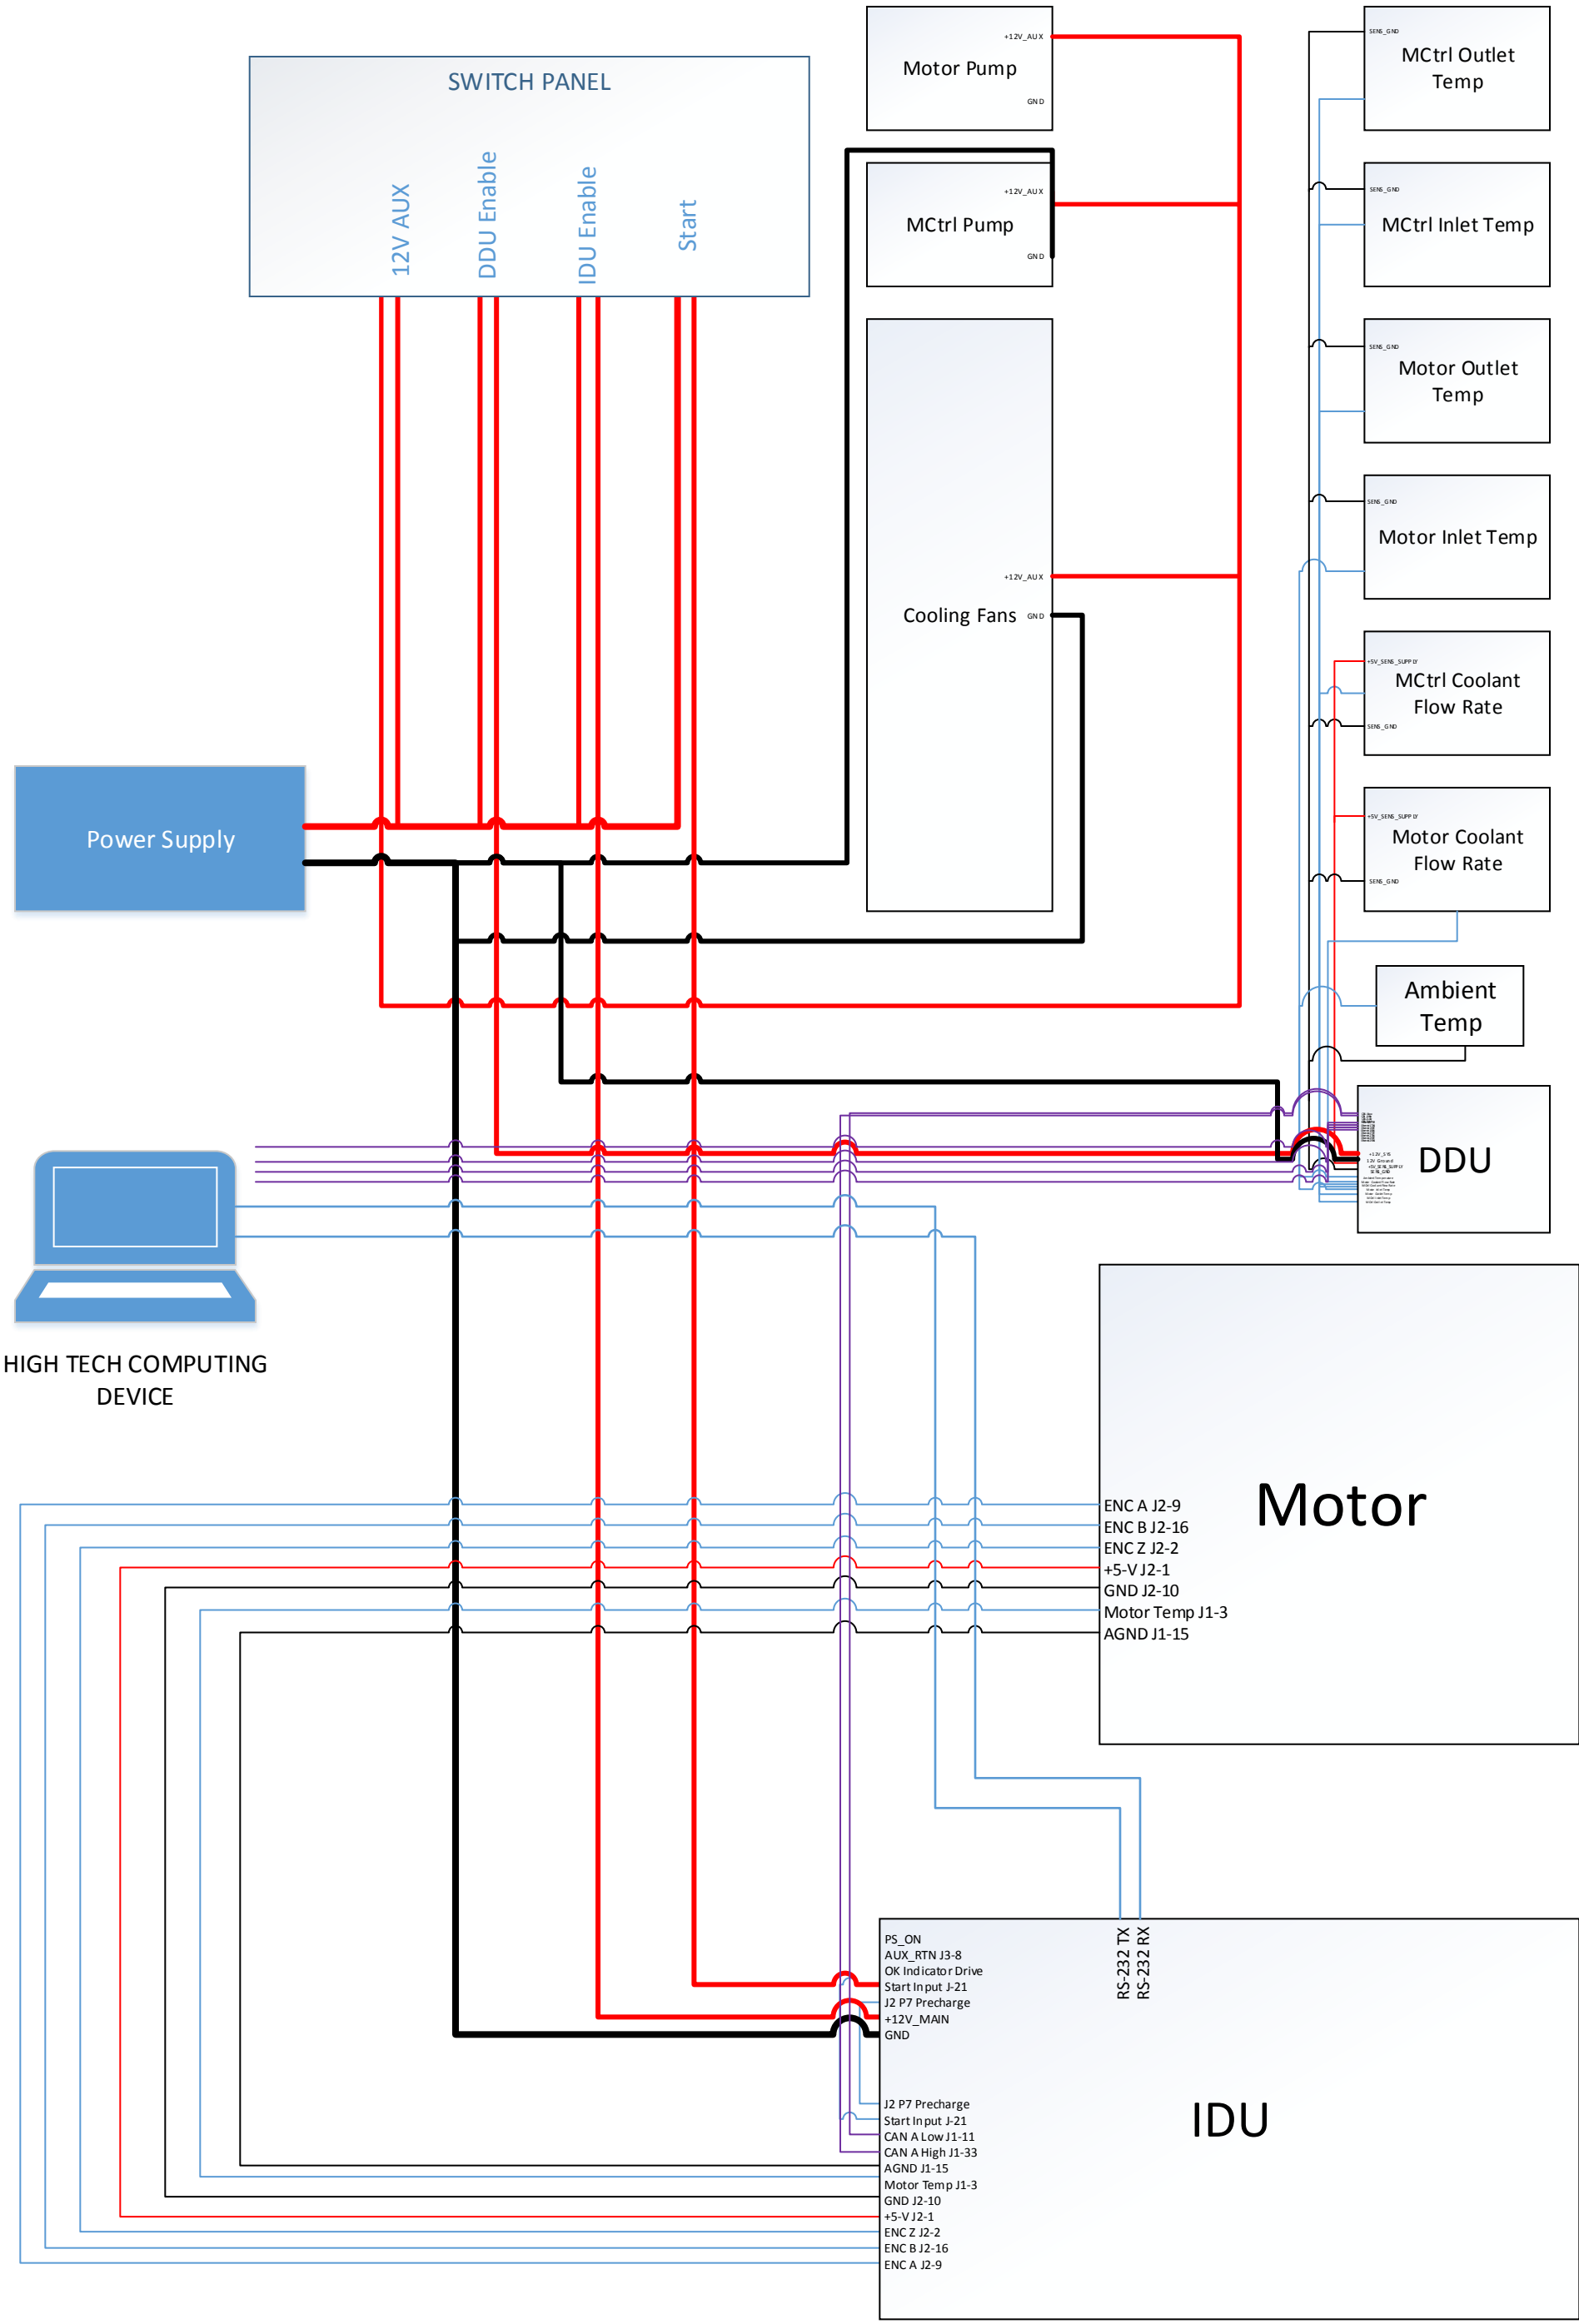 SWITCH PANEL
12V AUX
DDU Enable
IDU Enable
Start
+12V_AUX
Motor Pump
GND
+12V_AUX
MCtrl Pump
GND
+12V_AUX
Cooling Fans
GND
SENS_GND
MCtrl Outlet
Temp
SENS_GND
MCtrl Inlet Temp
SENS_GND
Motor Outlet
Temp
SENS_GND
Motor Inlet Temp
+5V_SENS_SUPPLY
MCtrl Coolant
Flow Rate
SENS_GND
+5V_SENS_SUPPLY
Motor Coolant
Flow Rate
SENS_GND
Ambient
Temp
Power Supply
+12V_SYS
12V Ground
+5V_SENS_SUPPLY
SENS_GND
DDU
HIGH TECH COMPUTING
DEVICE
Motor
ENC A J2-9
ENC B J2-16
ENC Z J2-2
+5-V J2-1
GND J2-10
Motor Temp J1-3
AGND J1-15
RS-232 TX
RS-232 RX
PS_ON
AUX_RTN J3-8
OK Indicator Drive
Start Input J-21
J2 P7 Precharge
+12V_MAIN
GND
IDU
J2 P7 Precharge
Start Input J-21
CAN A Low J1-11
CAN A High J1-33
AGND J1-15
Motor Temp J1-3
GND J2-10
+5-V J2-1
ENC Z J2-2
ENC B J2-16
ENC A J2-9